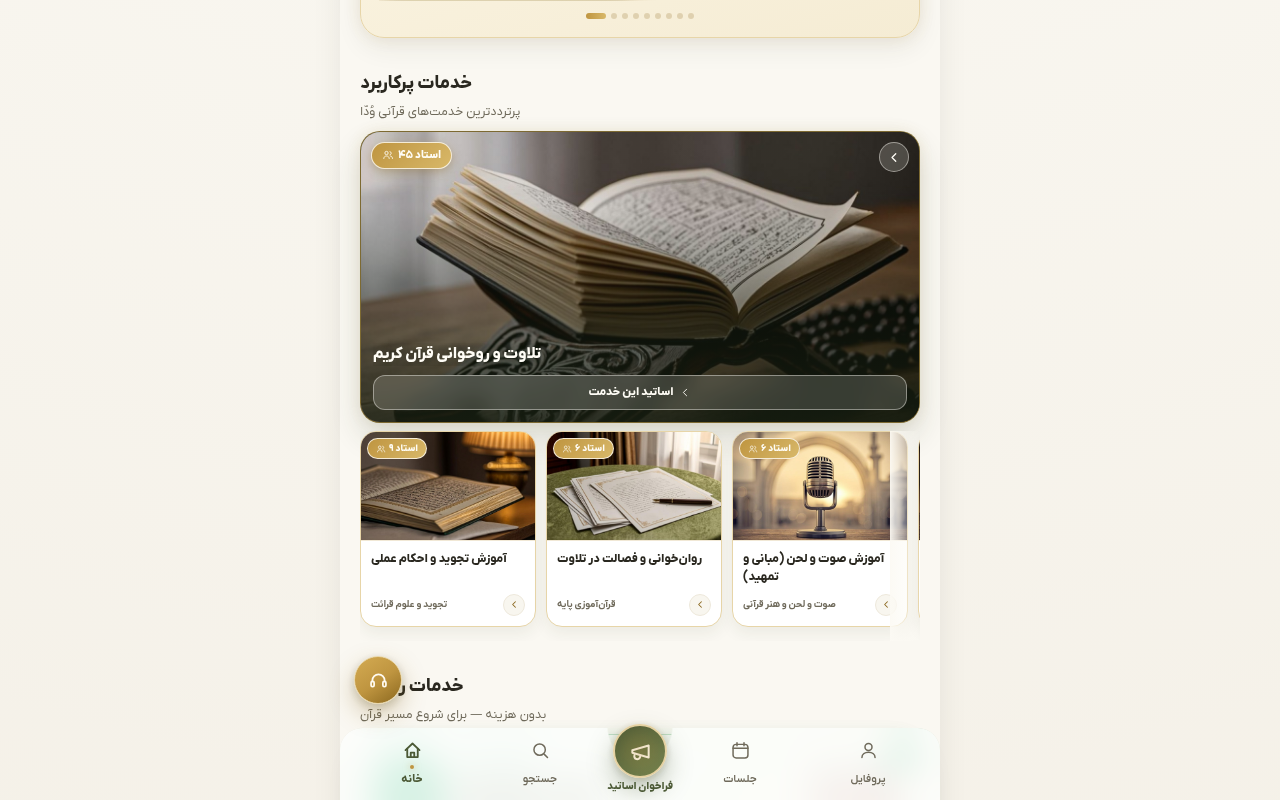 خدمات پرکاربرد
پرترددترین خدمت‌های قرآنی وُدّا
استاد ۴۵
تلاوت و روخوانی قرآن کریم
اساتید این خدمت
استاد ۹
آموزش تجوید و احکام عملی
تجوید و علوم قرائت
استاد ۶
روان‌خوانی و فصالت در تلاوت
قرآن‌آموزی پایه
استاد ۶
آموزش صوت و لحن (مبانی و
تمهید)
صوت و لحن و هنر قرآنی
خدمات
بدون هزینه — برای شروع مسیر قرآن
خانه
جستجو
فراخوان اساتید
جلسات
پروفایل